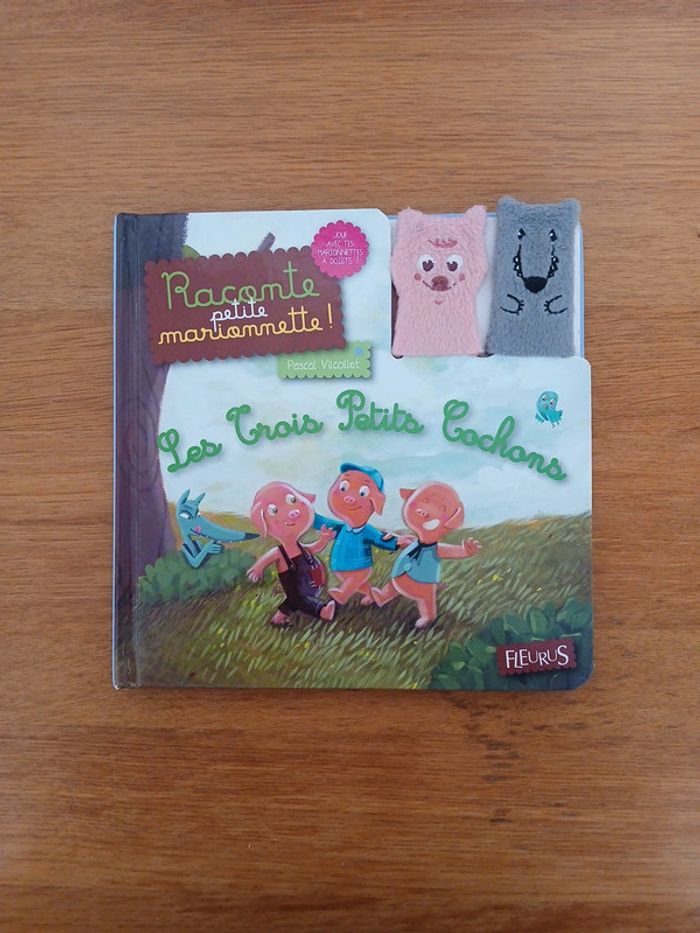 JOUE
AVEC TES
MARIONNETTES
À DOIGTS !
Raconte
petite
marionnette !
Pascal Vilcollet
Les Trois Petits Cochons
FLEURUS